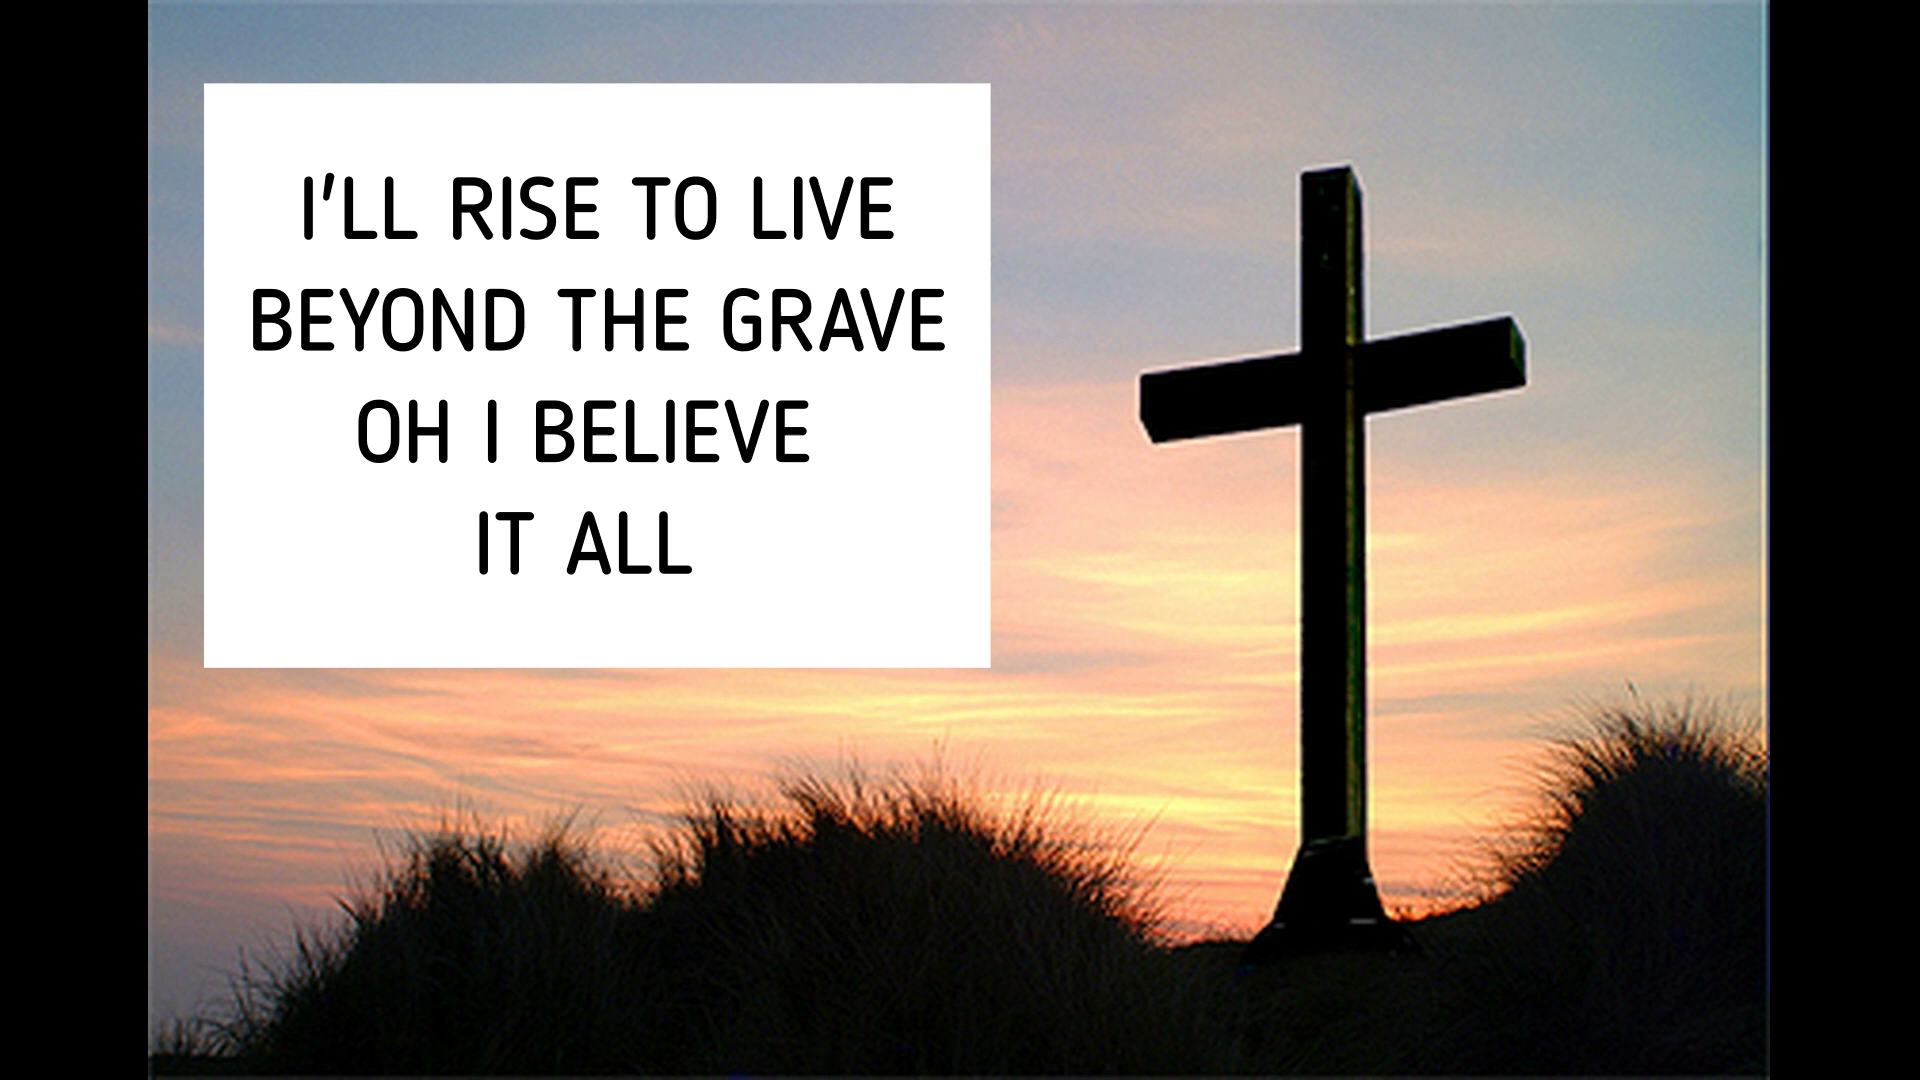 I'LL RISE TO LIVE
BEYOND THE GRAVE
OH I BELIEVE
IT ALL